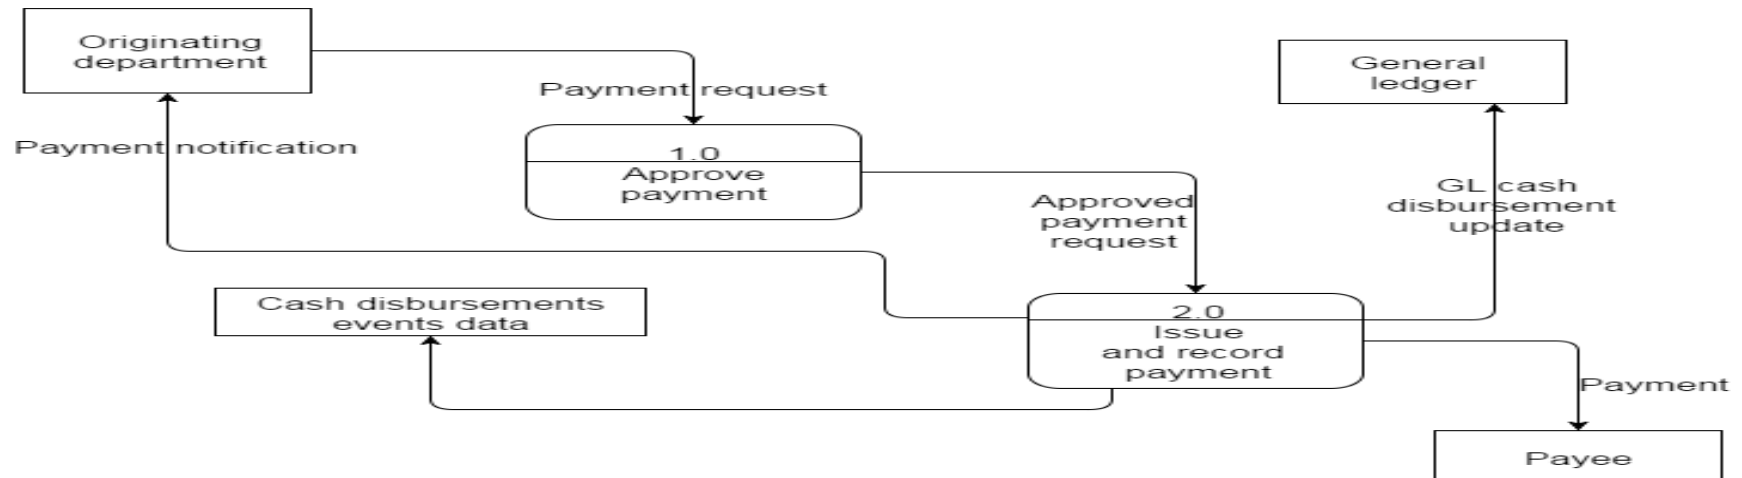 Originating
department
General
ledger
Payment request
Payment notification
1.0
Approve
payment
Approved
payment
request
GL cash
disbursement
update
Cash disbursements
events data
2.0
Issue
and record
payment
Payment
Payee